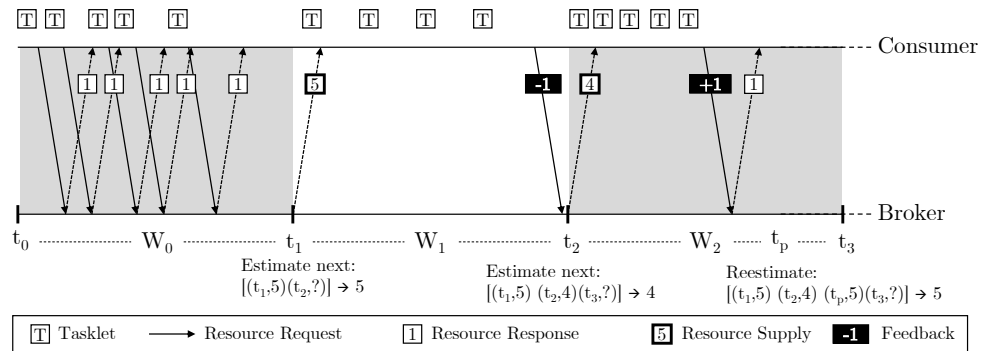 T T T T T T T T T T T T T T
Consumer
1 1 1 1 1 5 -1 4 +1 1
Broker
t0 W0 t1 W1 t2 W2 tp t3
Estimate next: Estimate next: Reestimate:
[(t1,5)(t2,?)] → 5 [(t1,5) (t2,4)(t3,?)] → 4 [(t1,5) (t2,4) (tp,5)(t3,?)] → 5
T Tasklet Resource Request 1 Resource Response 5 Resource Supply -1 Feedback